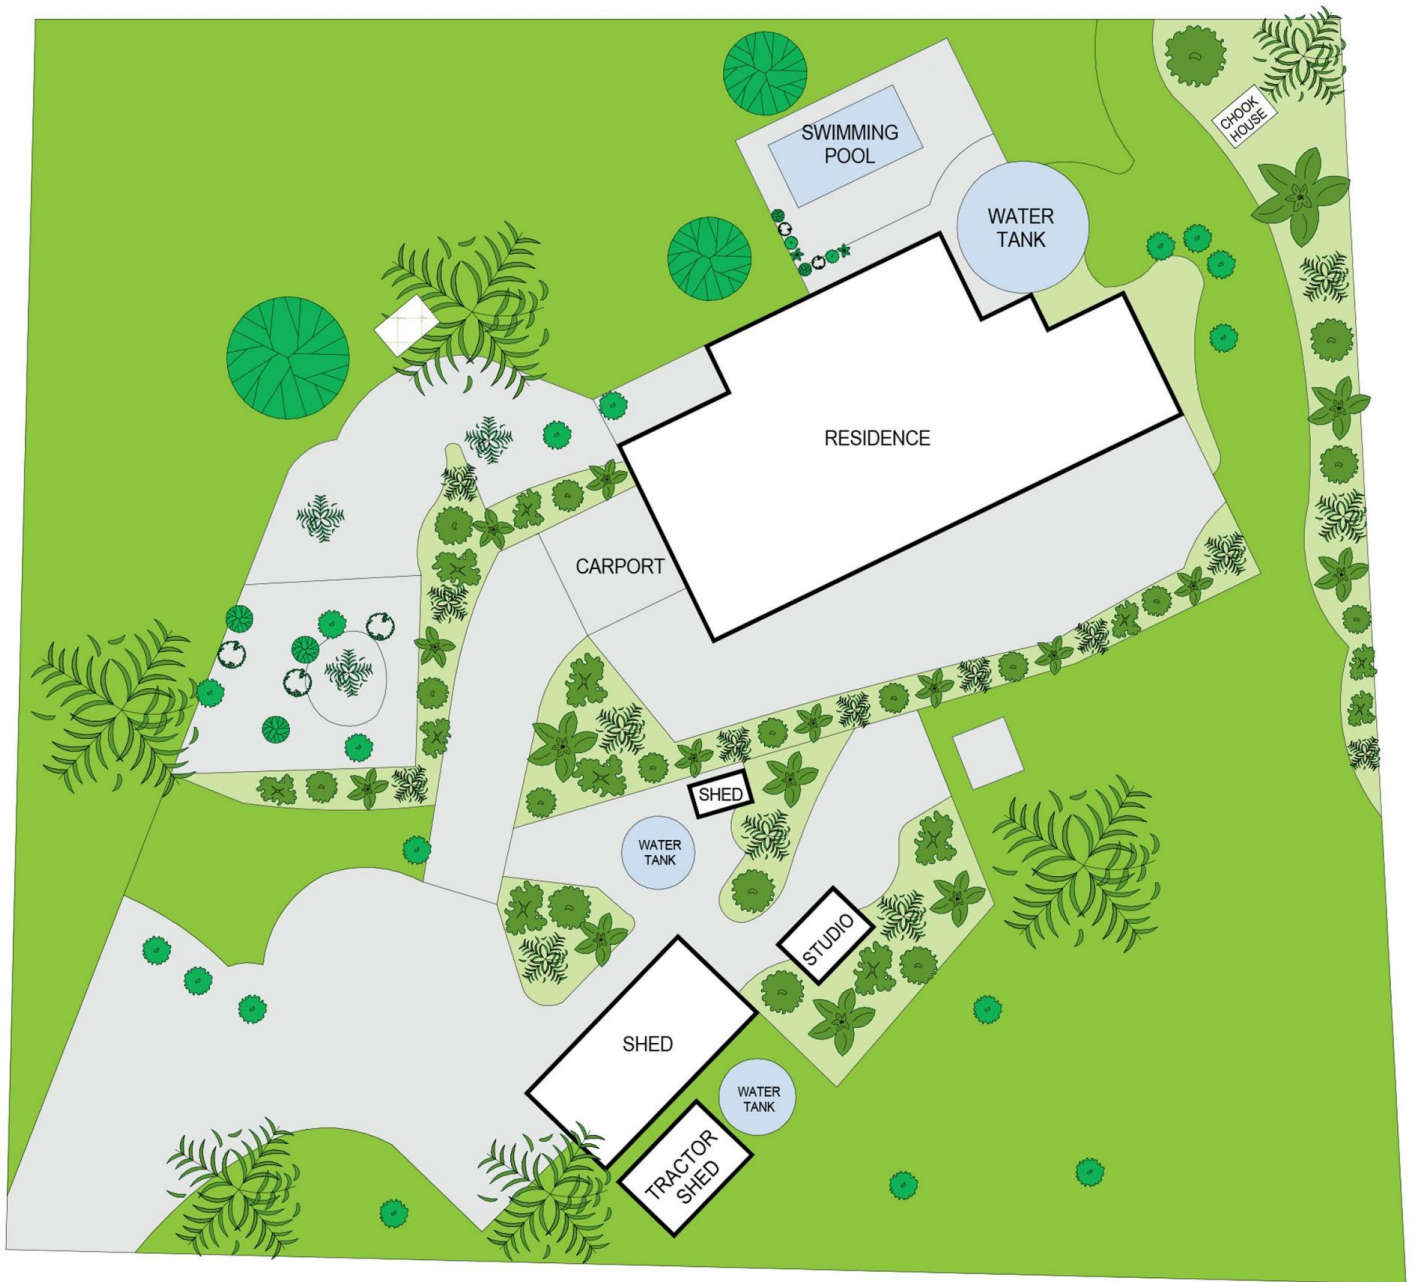 SWIMMING
POOL
CHOOK
HOUSE
WATER
TANK
RESIDENCE
CARPORT
SHED
WATER
TANK
STUDIO
SHED
WATER
TANK
TRACTOR
SHED